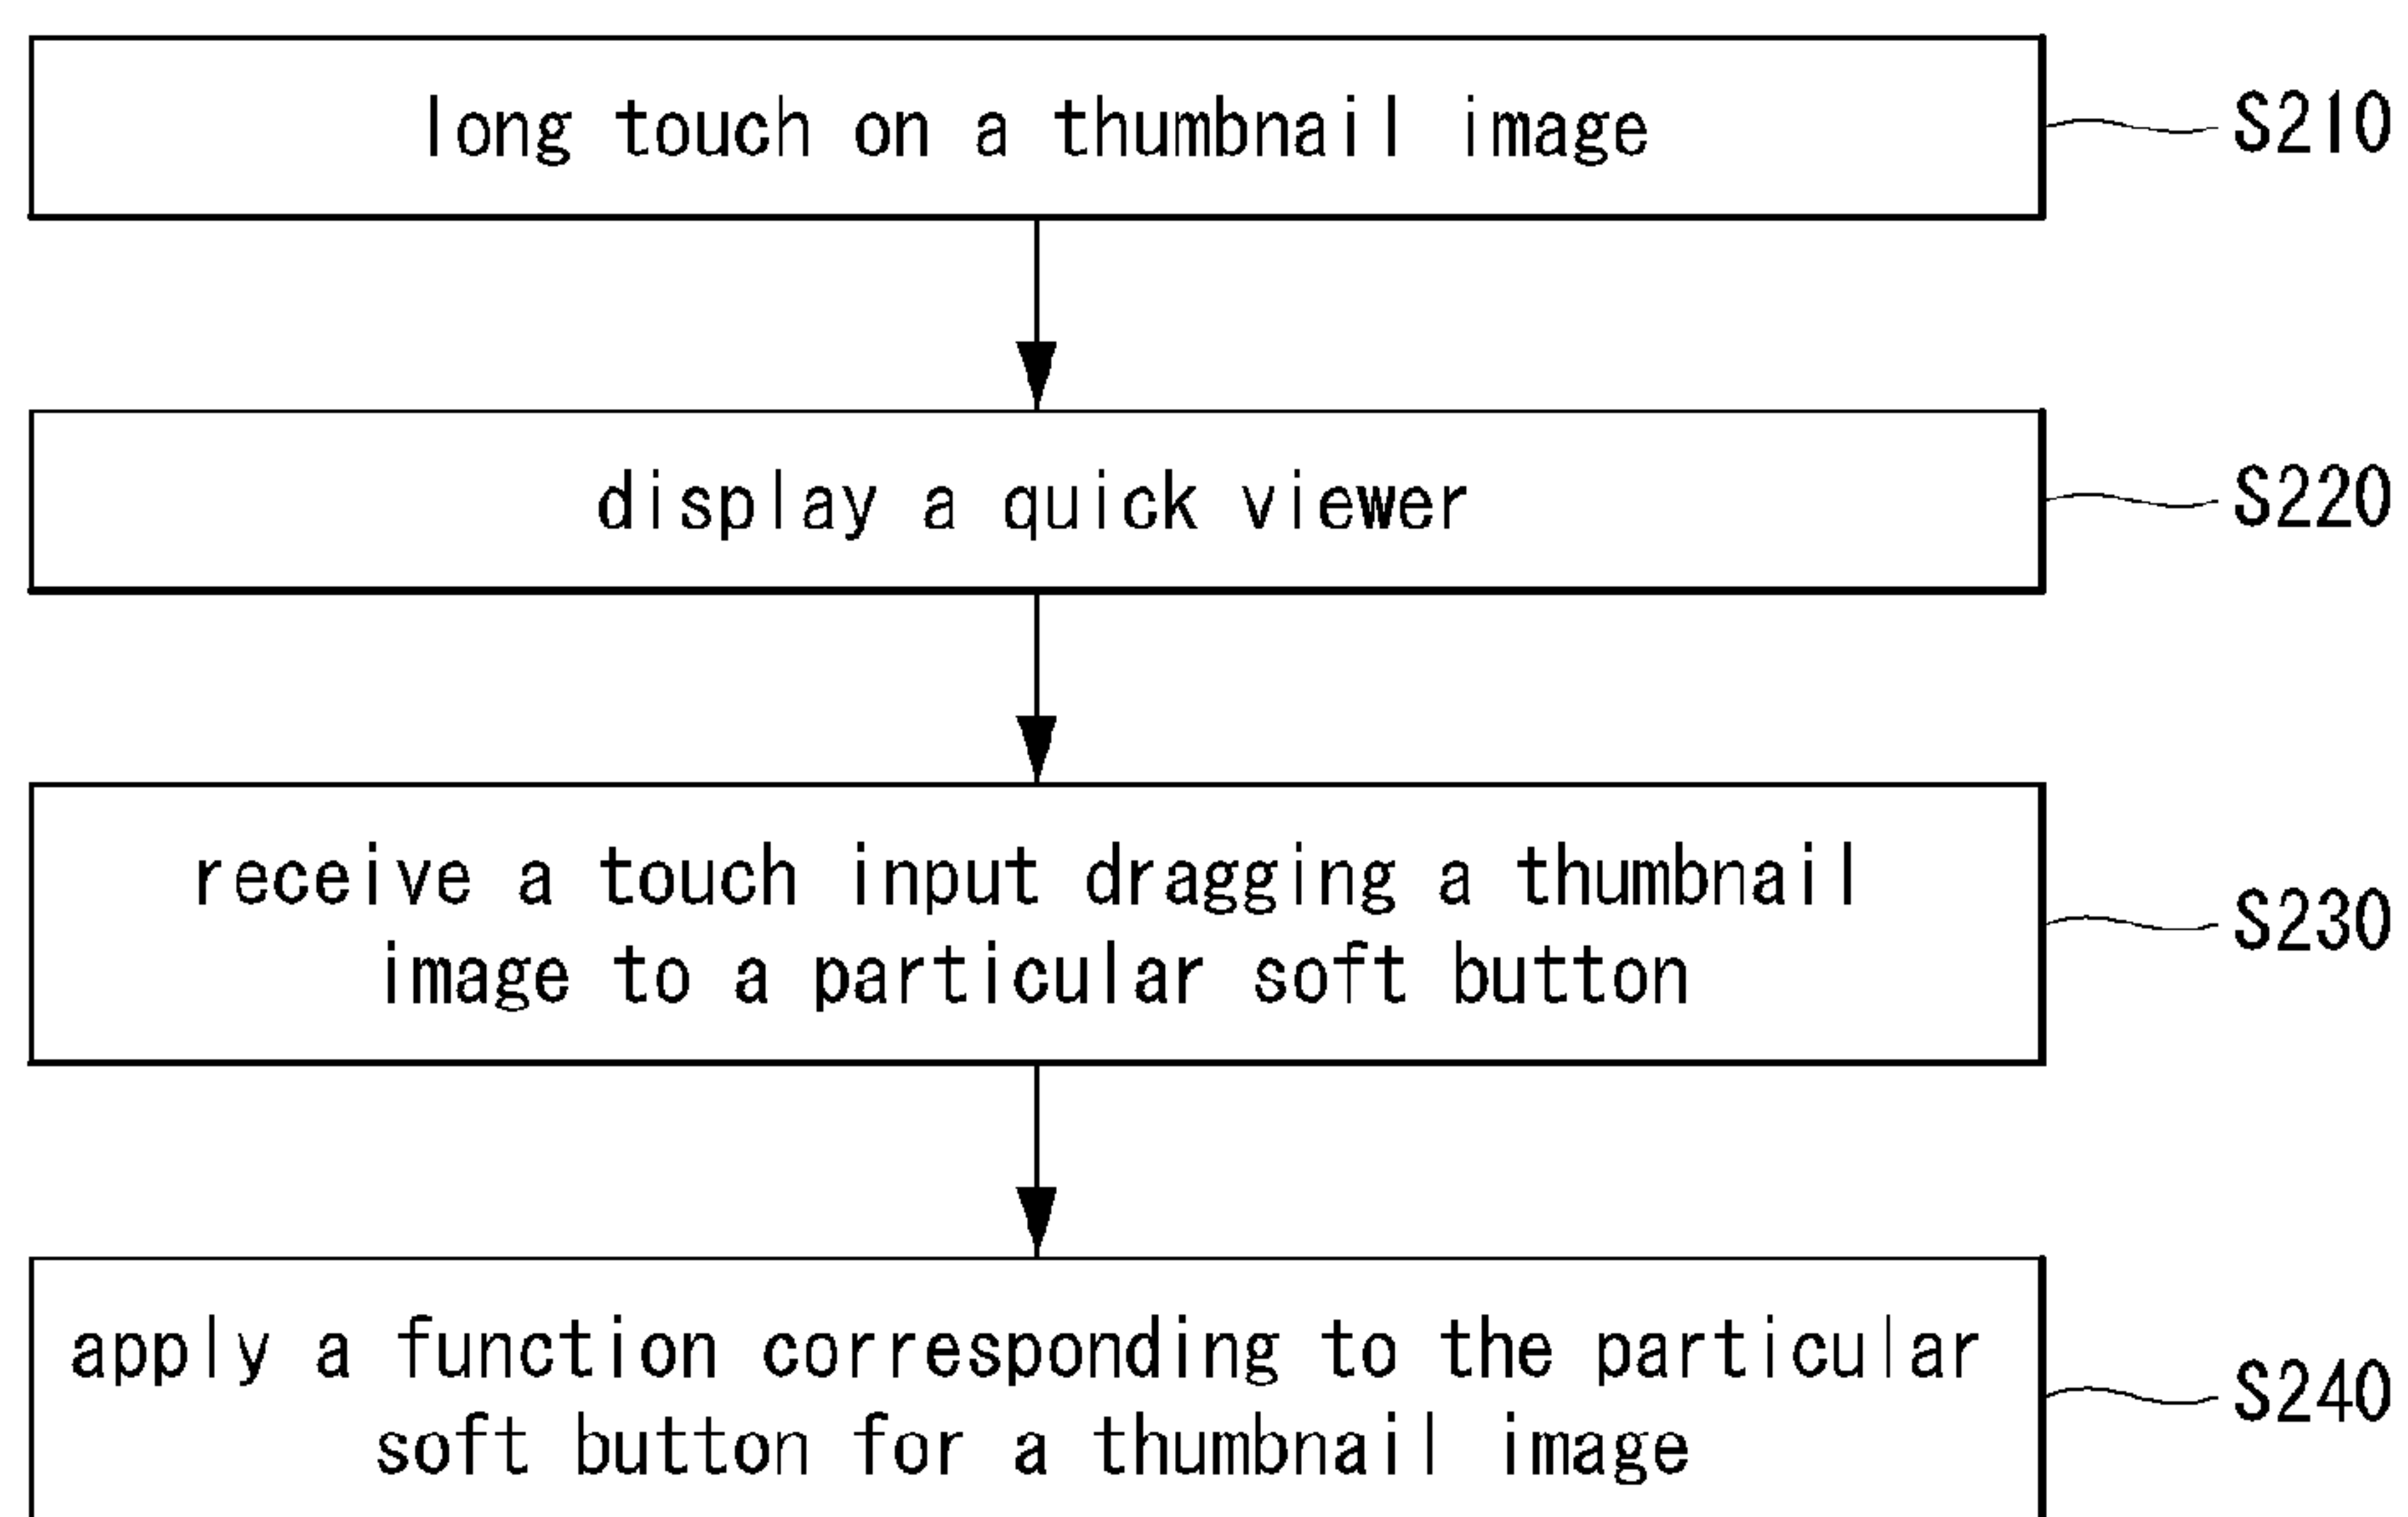 long touch on a thumbnail image
S210
display a quick viewer
S220
receive a touch input dragging a thumbnail
image to a particular soft button
S230
apply a function corresponding to the particular
soft button for a thumbnail image
S240